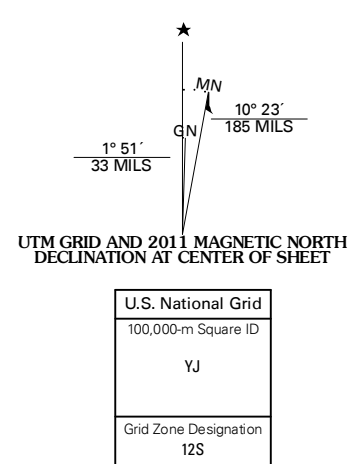 MN
GN
10° 23´
185 MILS
1° 51´
33 MILS
UTM GRID AND 2011 MAGNETIC NORTH
DECLINATION AT CENTER OF SHEET
U.S. National Grid
100,000-m Square ID
YJ
Grid Zone Designation
12S